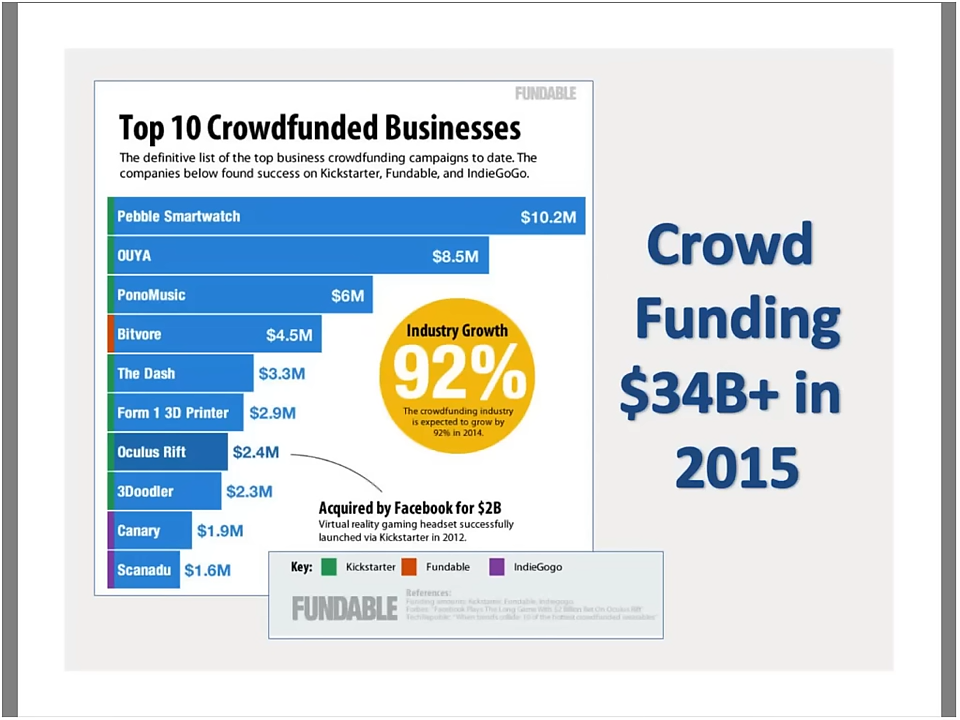 FUNDABLE
Top 10 Crowdfunded Businesses
The definitive list of the top business crowdfunding campaigns to date. The
companies below found success on Kickstarter, Fundable, and IndieGoGo.
Pebble Smartwatch $10.2M
OUYA $8.5M
PonoMusic $6M
Bitvore $4.5M
The Dash $3.3M
Form 1 3D Printer $2.9M
Oculus Rift $2.4M
3Doodler $2.3M
Canary $1.9M
Scanadu $1.6M
Industry Growth
92%
The crowdfunding industry
is expected to grow by
92% in 2014.
Acquired by Facebook for $2B
Virtual reality gaming headset successfully
launched via Kickstarter in 2012.
Key: Kickstarter Fundable IndieGogo
FUNDABLE
References:
Crowd
Funding
$34B+ in
2015